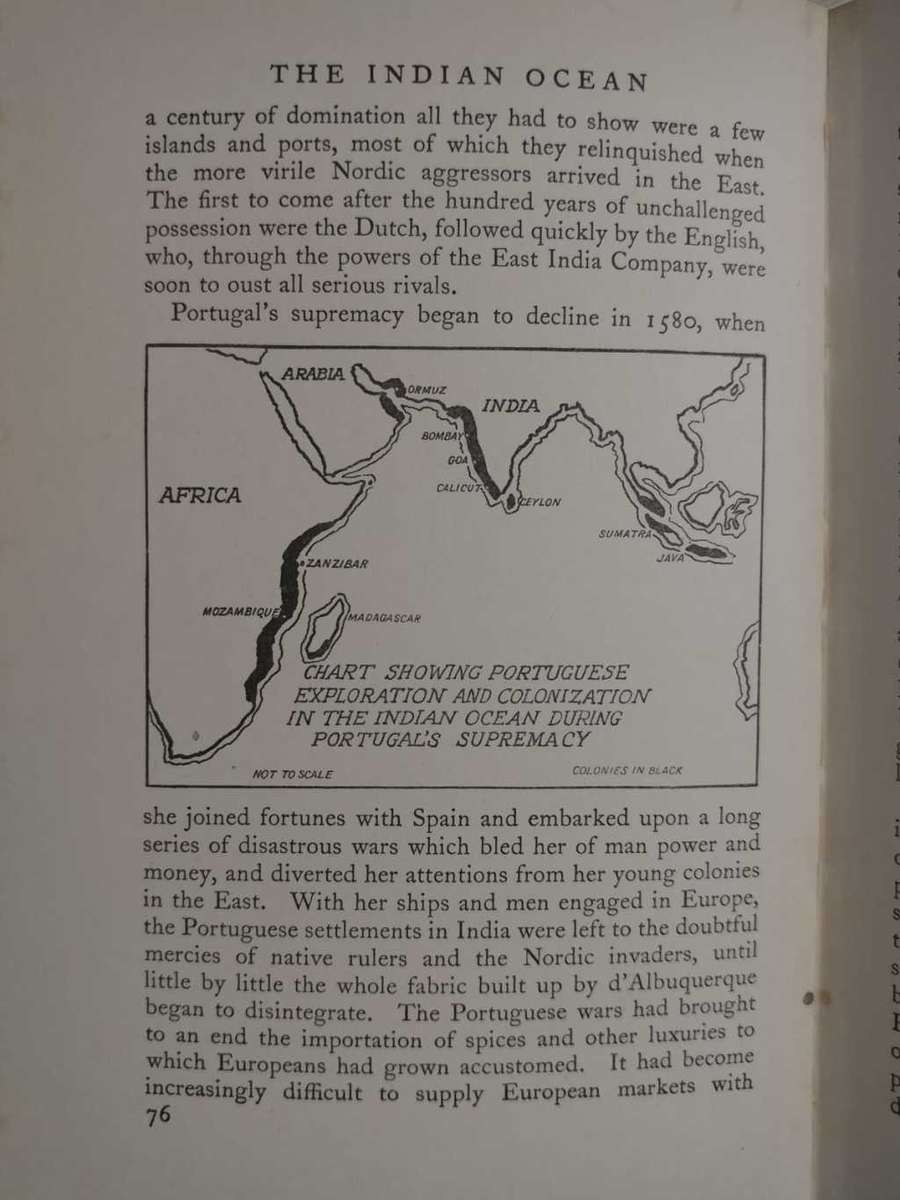 THE INDIAN OCEAN
a century of domination all they had to show were a few
islands and ports, most of which they relinquished when
the more virile Nordic aggressors arrived in the East.
The first to come after the hundred years of unchallenged
possession were the Dutch, followed quickly by the English,
who, through the powers of the East India Company, were
soon to oust all serious rivals.
Portugal's supremacy began to decline in 1580, when
ARABIA
ORMUZ
INDIA
BOMBAY
GOA
CALICUT
CEYLON
AFRICA
SUMATRA
JAVA
ZANZIBAR
MOZAMBIQUE
MADAGASCAR
CHART SHOWING PORTUGUESE
EXPLORATION AND COLONIZATION
IN THE INDIAN OCEAN DURING
PORTUGAL'S SUPREMACY
NOT TO SCALE
COLONIES IN BLACK
she joined fortunes with Spain and embarked upon a long
series of disastrous wars which bled her of man power and
money, and diverted her attentions from her young colonies
in the East. With her ships and men engaged in Europe,
the Portuguese settlements in India were left to the doubtful
mercies of native rulers and the Nordic invaders, until
little by little the whole fabric built up by d'Albuquerque
began to disintegrate. The Portuguese wars had brought
to an end the importation of spices and other luxuries to
which Europeans had grown accustomed. It had become
increasingly difficult to supply European markets with
76